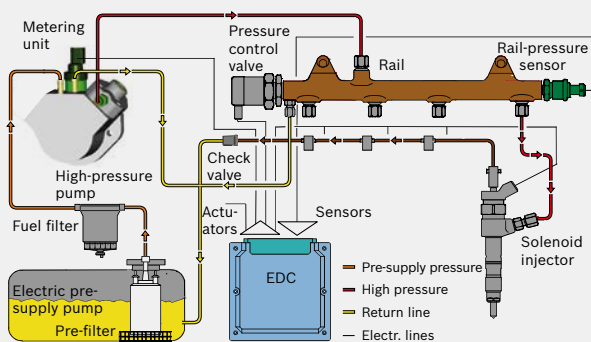 Metering
unit
Pressure
control
valve
Rail
Rail-pressure
sensor
High-pressure
pump
Check
valve
Fuel filter
Actu-
ators
Sensors
Solenoid
injector
Electric pre-
supply pump
Pre-filter
EDC
Pre-supply pressure
High pressure
Return line
Electr. lines